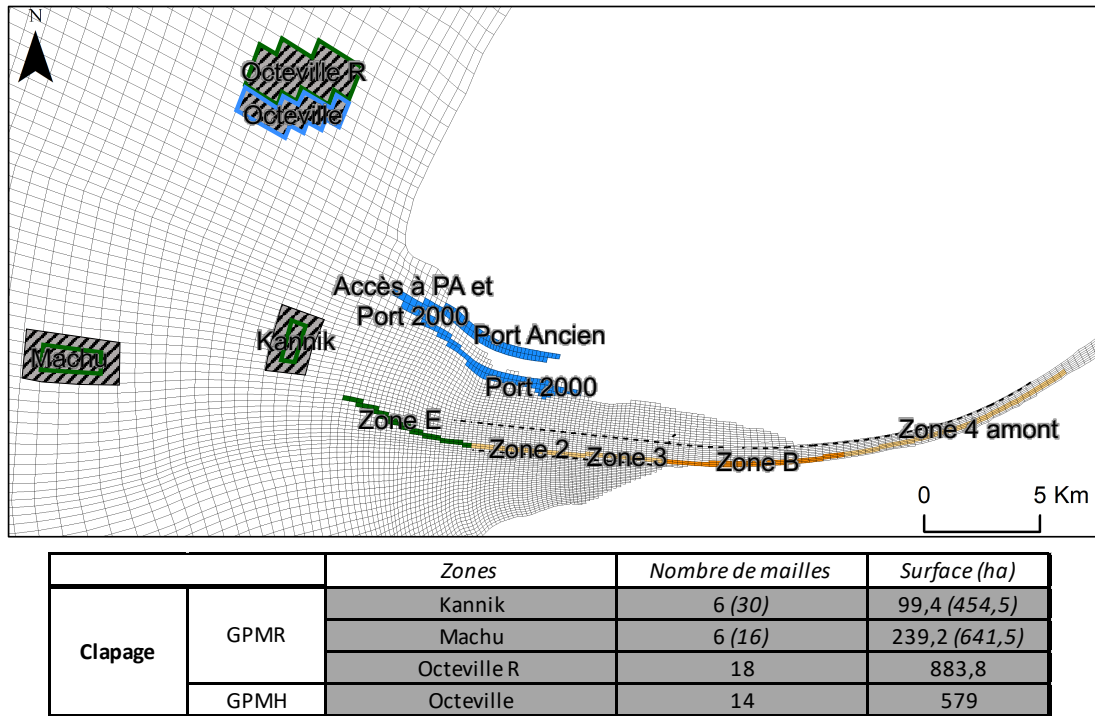 N
Octeville R
Octeville
Accès à PA et
Port 2000
Port Ancien
Kannik
Machu
Port 2000
Zone E
Zone 2
Zone 3
Zone B
Zone 4 amont
0 5 Km
Zones Nombre de mailles Surface (ha)
Clapage GPMR Kannik 6 (30) 99,4 (454,5)
Machu 6 (16) 239,2 (641,5)
Octeville R 18 883,8
GPMH Octeville 14 579